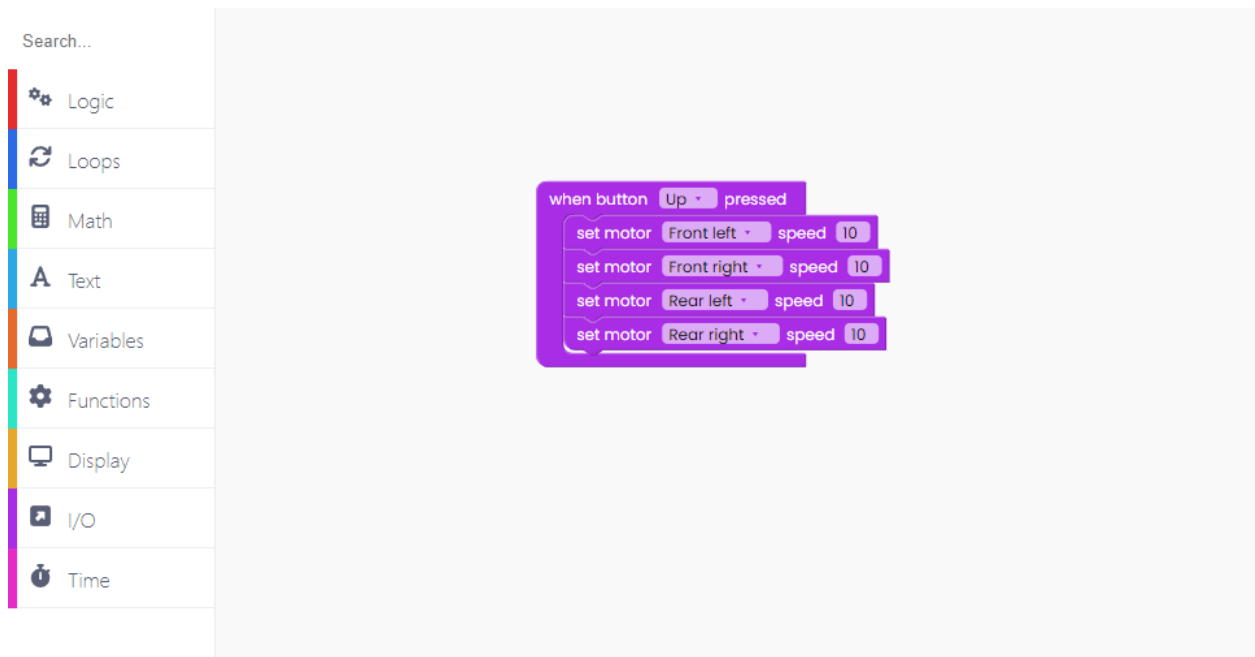 Search...
Logic
Loops
Math
Text
Variables
Functions
Display
I/O
Time
when button Up pressed
set motor Front left speed 10
set motor Front right speed 10
set motor Rear left speed 10
set motor Rear right speed 10